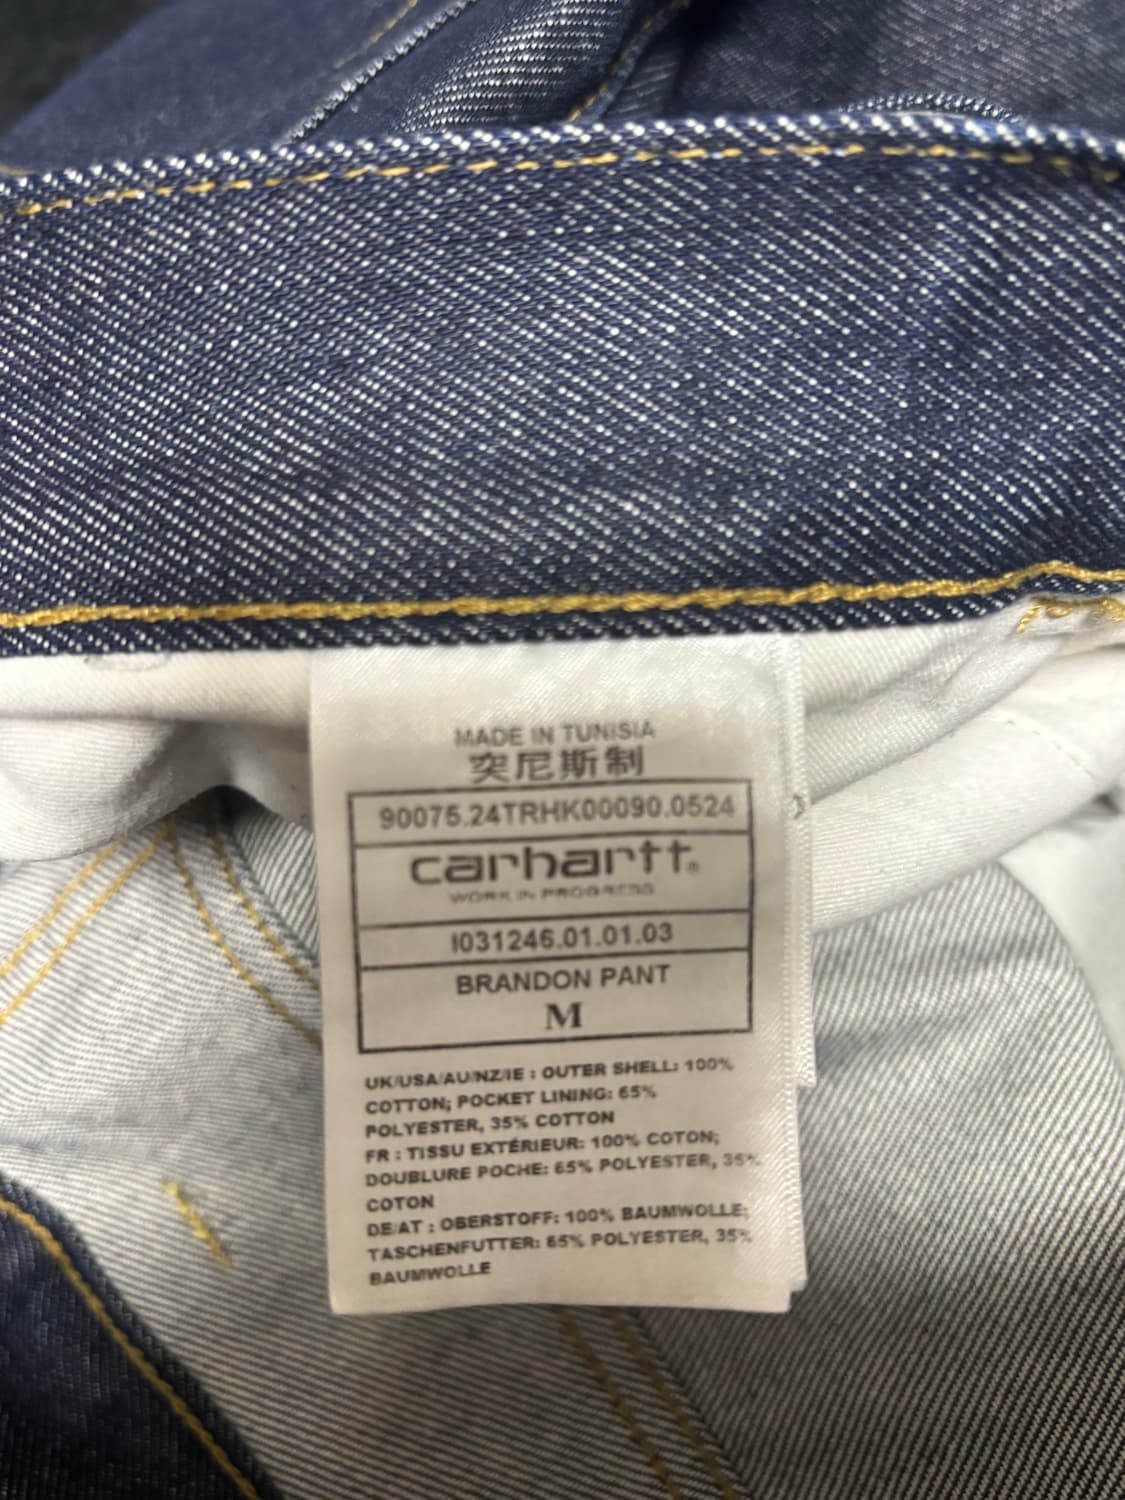 MADE IN TUNISIA
突尼斯制
90075.24TRHK00090.0524
carhartt®
WORK IN PROGRESS
I031246.01.01.03
BRANDON PANT
M
UK/USA/AU/NZ/IE : OUTER SHELL: 100%
COTTON; POCKET LINING: 65%
POLYESTER, 35% COTTON
FR : TISSU EXTÉRIEUR: 100% COTON;
DOUBLURE POCHE: 65% POLYESTER, 35%
COTON
DE/AT : OBERSTOFF: 100% BAUMWOLLE;
TASCHENFUTTER: 65% POLYESTER, 35%
BAUMWOLLE